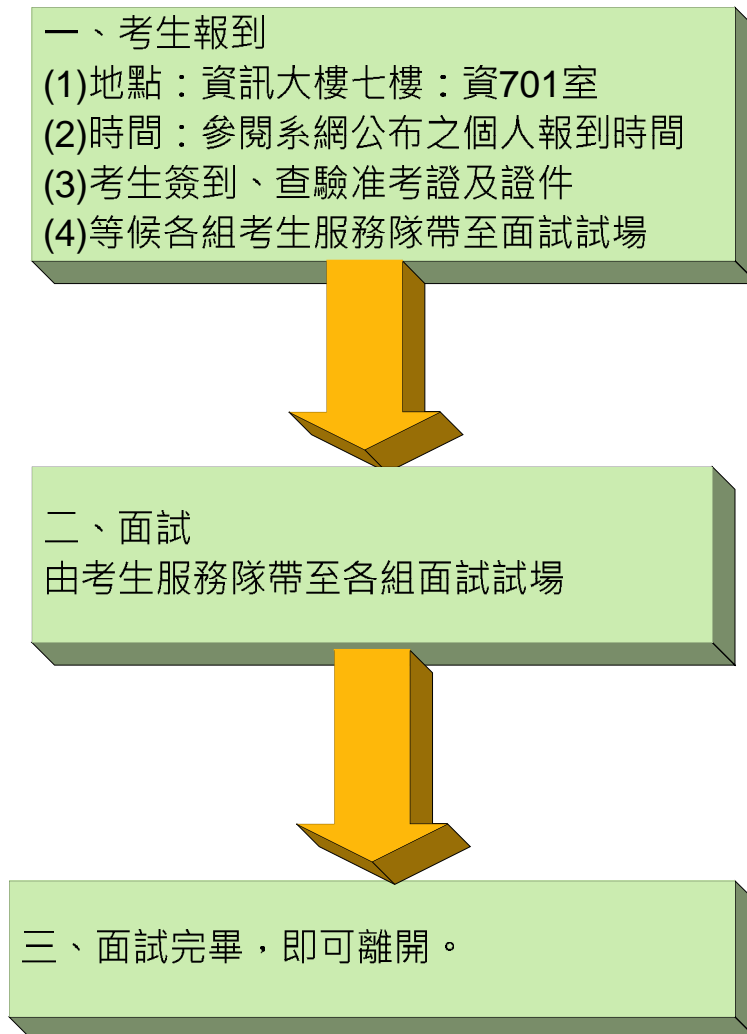 一、考生報到
(1)地點：資訊大樓七樓：資701室
(2)時間：參閱系網公布之個人報到時間
(3)考生簽到、查驗准考證及證件
(4)等候各組考生服務隊帶至面試試場
二、面試
由考生服務隊帶至各組面試試場
三、面試完畢，即可離開。